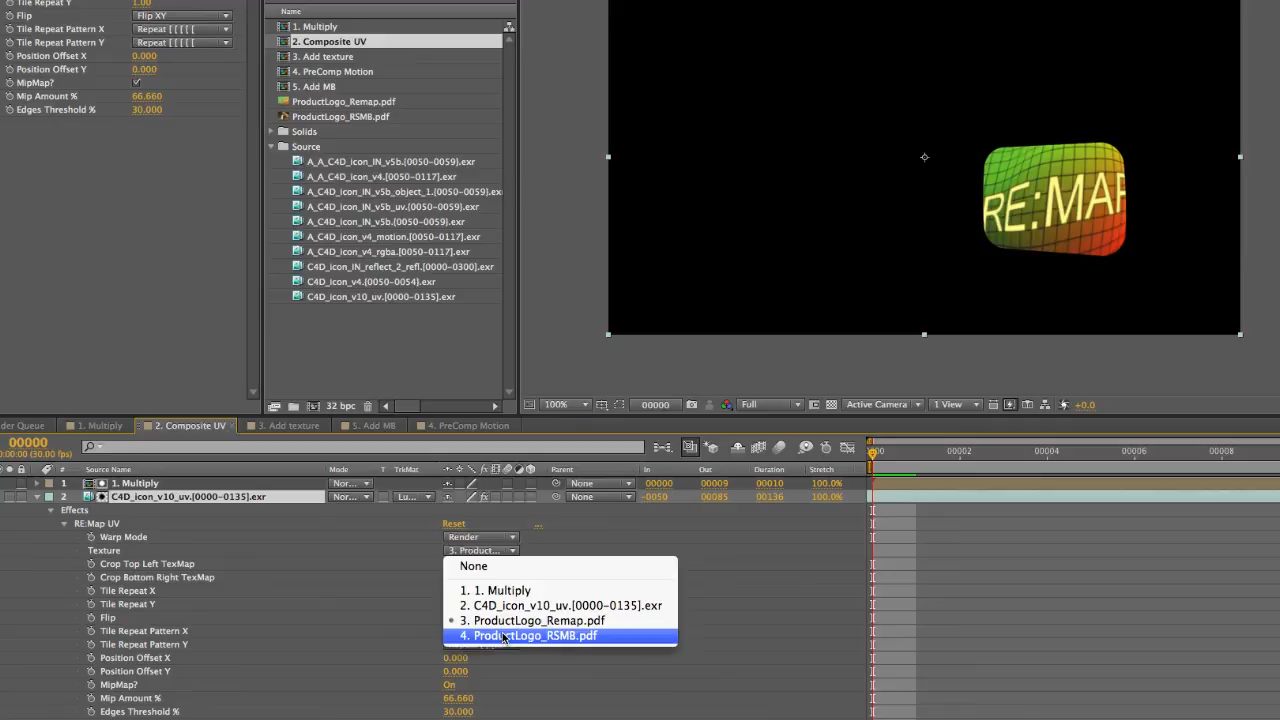 Tile Repeat Y 1.00
Flip Flip XY
Tile Repeat Pattern X Repeat [ [ [ [ [
Tile Repeat Pattern Y Repeat [ [ [ [ [
Position Offset X 0.000
Position Offset Y 0.000
MipMap?
Mip Amount % 66.660
Edges Threshold % 30.000
Name
1. Multiply
2. Composite UV
3. Add texture
4. PreComp Motion
5. Add MB
ProductLogo_Remap.pdf
ProductLogo_RSMB.pdf
Solids
Source
A_A_C4D_icon_IN_v5b.[0050-0059].exr
A_A_C4D_icon_v4.[0050-0117].exr
A_C4D_icon_IN_v5b_object_1.[0050-0059].ex
A_C4D_icon_IN_v5b_uv.[0050-0059].exr
A_C4D_icon_IN_v5b.[0050-0059].exr
A_C4D_icon_v4_motion.[0050-0117].exr
A_C4D_icon_v4_rgba.[0050-0117].exr
C4D_icon_IN_reflect_2_refl.[0000-0300].exr
C4D_icon_v4.[0050-0054].exr
C4D_icon_v10_uv.[0000-0135].exr
32 bpc
RE:MAP
100% 00000 Full Active Camera 1 View +0.0
der Queue 1. Multiply 2. Composite UV 3. Add texture 5. Add MB 4. PreComp Motion
00000
0:00:00 (30.00 fps)
00002 00004 00006 00008
# Source Name Mode T TrkMat Parent In Out Duration Stretch
1 1. Multiply Nor... None 00000 00009 00010 100.0%
2 C4D_icon_v10_uv.[0000-0135].exr Nor... Lu... None -0050 00085 00136 100.0%
Effects
RE:Map UV Reset ...
Warp Mode Render
Texture 3. Product...
Crop Top Left TexMap
Crop Bottom Right TexMap
Tile Repeat X
Tile Repeat Y
Flip
Tile Repeat Pattern X
Tile Repeat Pattern Y
None
1. 1. Multiply
2. C4D_icon_v10_uv.[0000-0135].exr
3. ProductLogo_Remap.pdf
4. ProductLogo_RSMB.pdf
Position Offset X 0.000
Position Offset Y 0.000
MipMap? On
Mip Amount % 66.660
Edges Threshold % 30.000